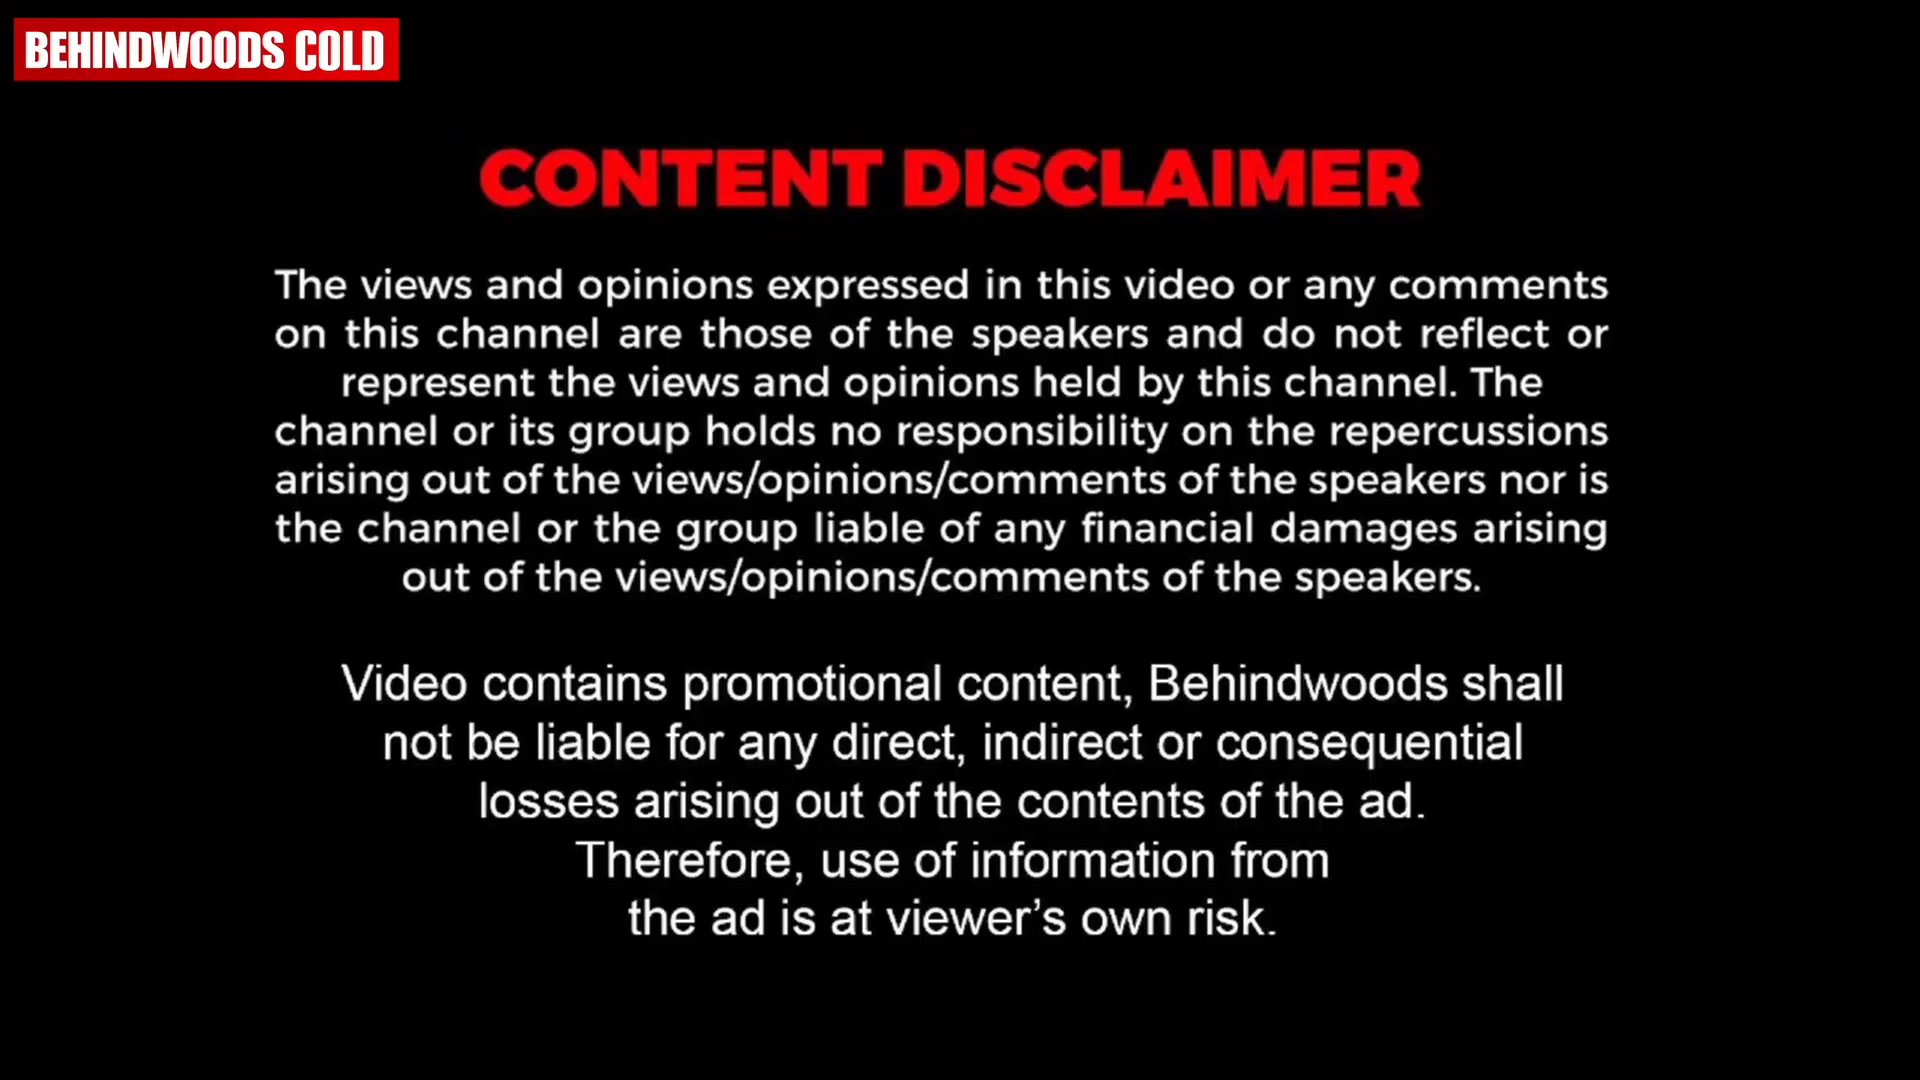 BEHINDWOODS COLD
CONTENT DISCLAIMER
The views and opinions expressed in this video or any comments
on this channel are those of the speakers and do not reflect or
represent the views and opinions held by this channel. The
channel or its group holds no responsibility on the repercussions
arising out of the views/opinions/comments of the speakers nor is
the channel or the group liable of any financial damages arising
out of the views/opinions/comments of the speakers.
Video contains promotional content, Behindwoods shall
not be liable for any direct, indirect or consequential
losses arising out of the contents of the ad.
Therefore, use of information from
the ad is at viewer’s own risk.